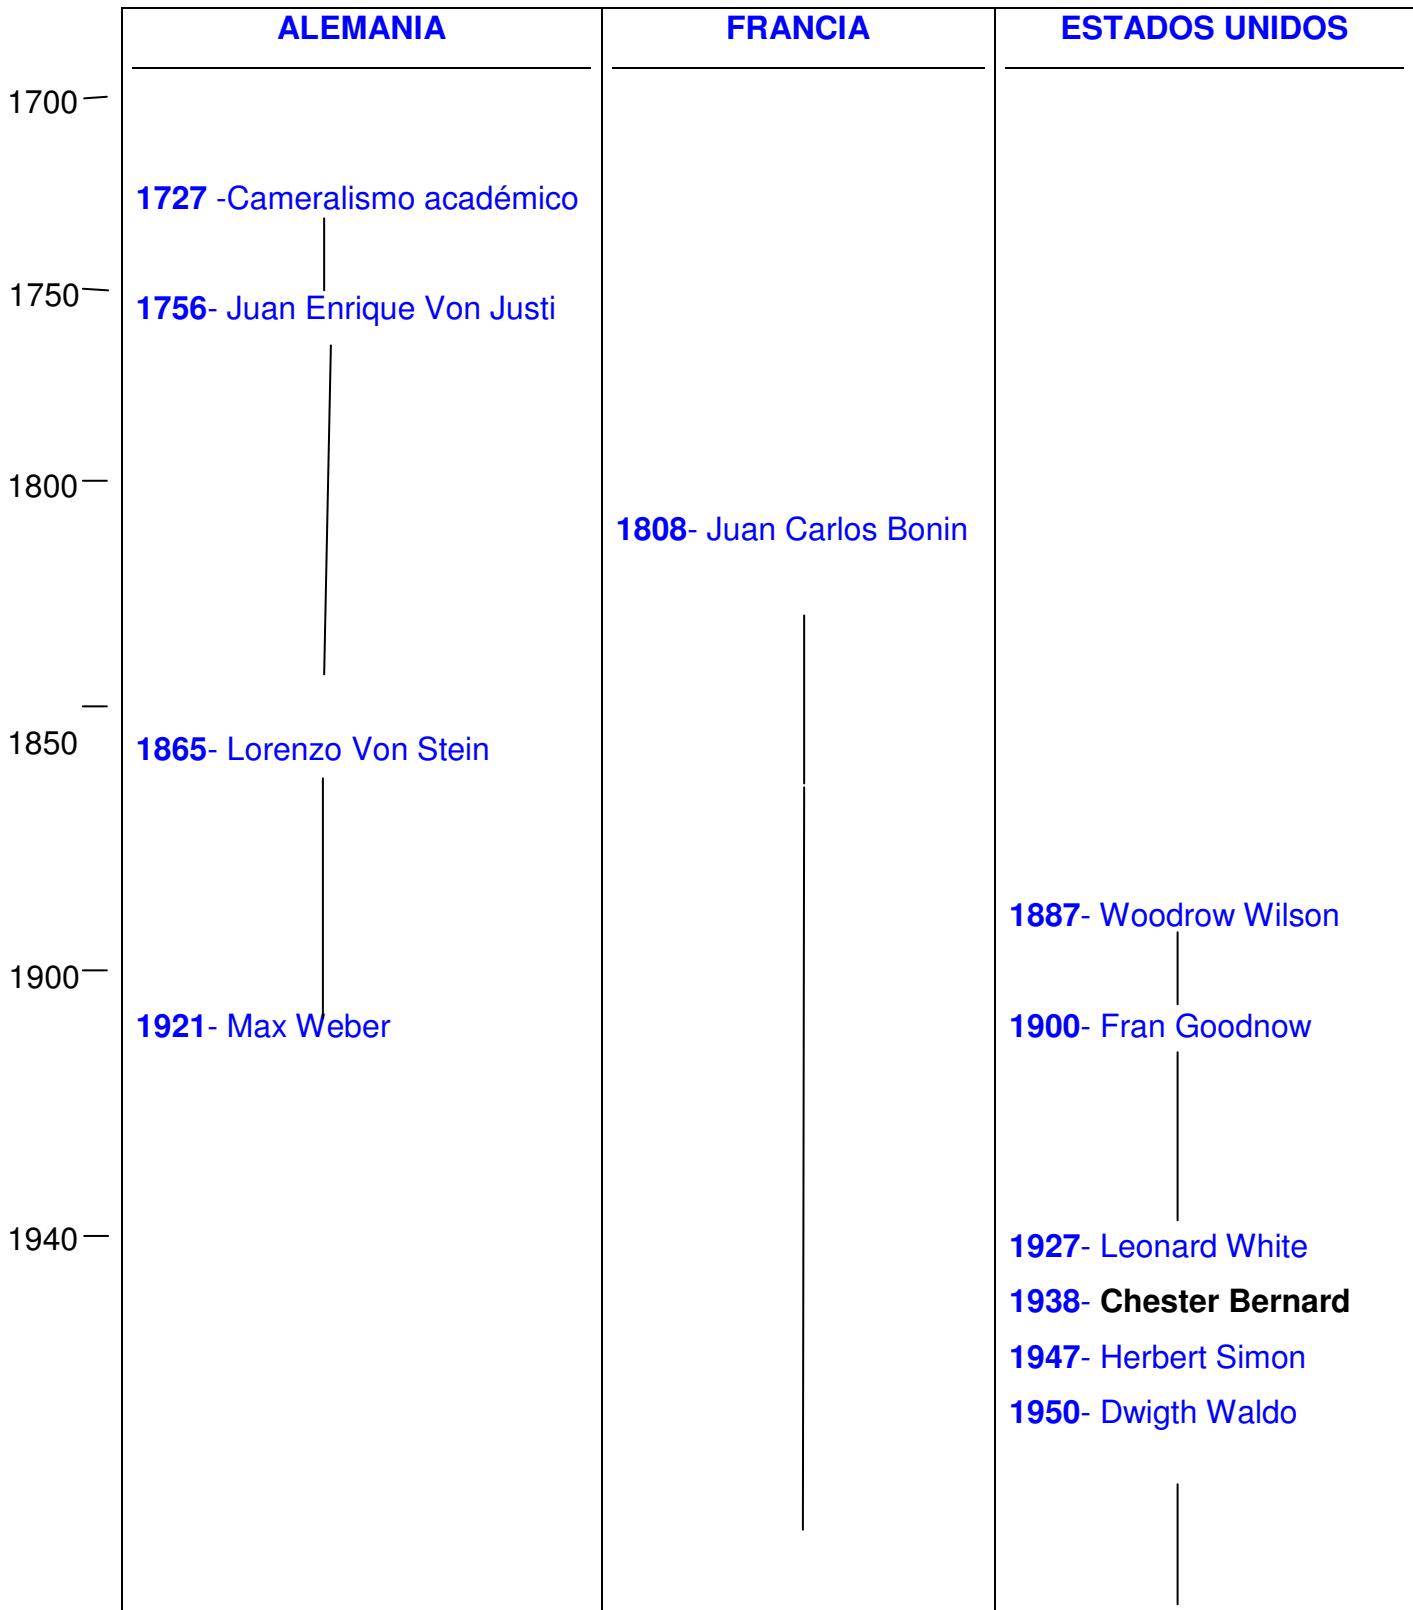 ALEMANIA FRANCIA ESTADOS UNIDOS
1700
1727 -Cameralismo académico
1750
1756- Juan Enrique Von Justi
1800
1808- Juan Carlos Bonin
1850
1865- Lorenzo Von Stein
1887- Woodrow Wilson
1900
1921- Max Weber
1900- Fran Goodnow
1940
1927- Leonard White
1938- Chester Bernard
1947- Herbert Simon
1950- Dwigth Waldo